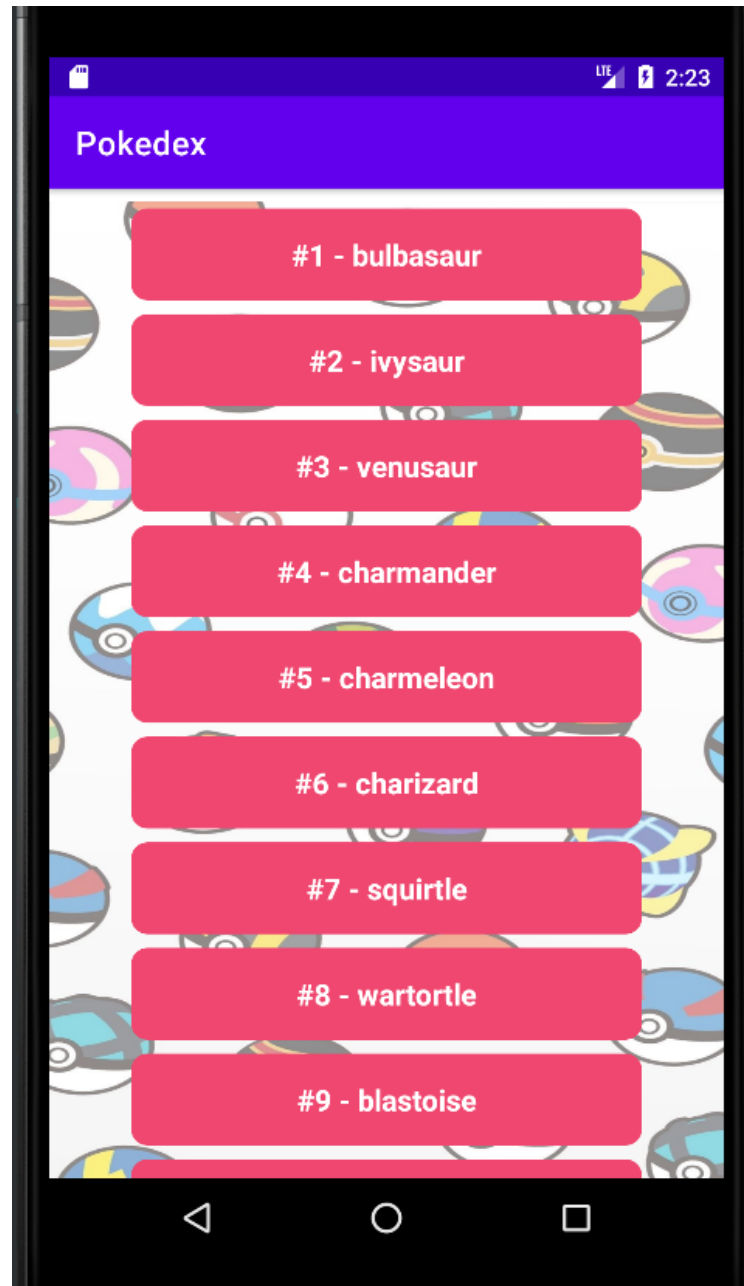 LTE 2:23
Pokedex
#1 - bulbasaur
#2 - ivysaur
#3 - venusaur
#4 - charmander
#5 - charmeleon
#6 - charizard
#7 - squirtle
#8 - wartortle
#9 - blastoise